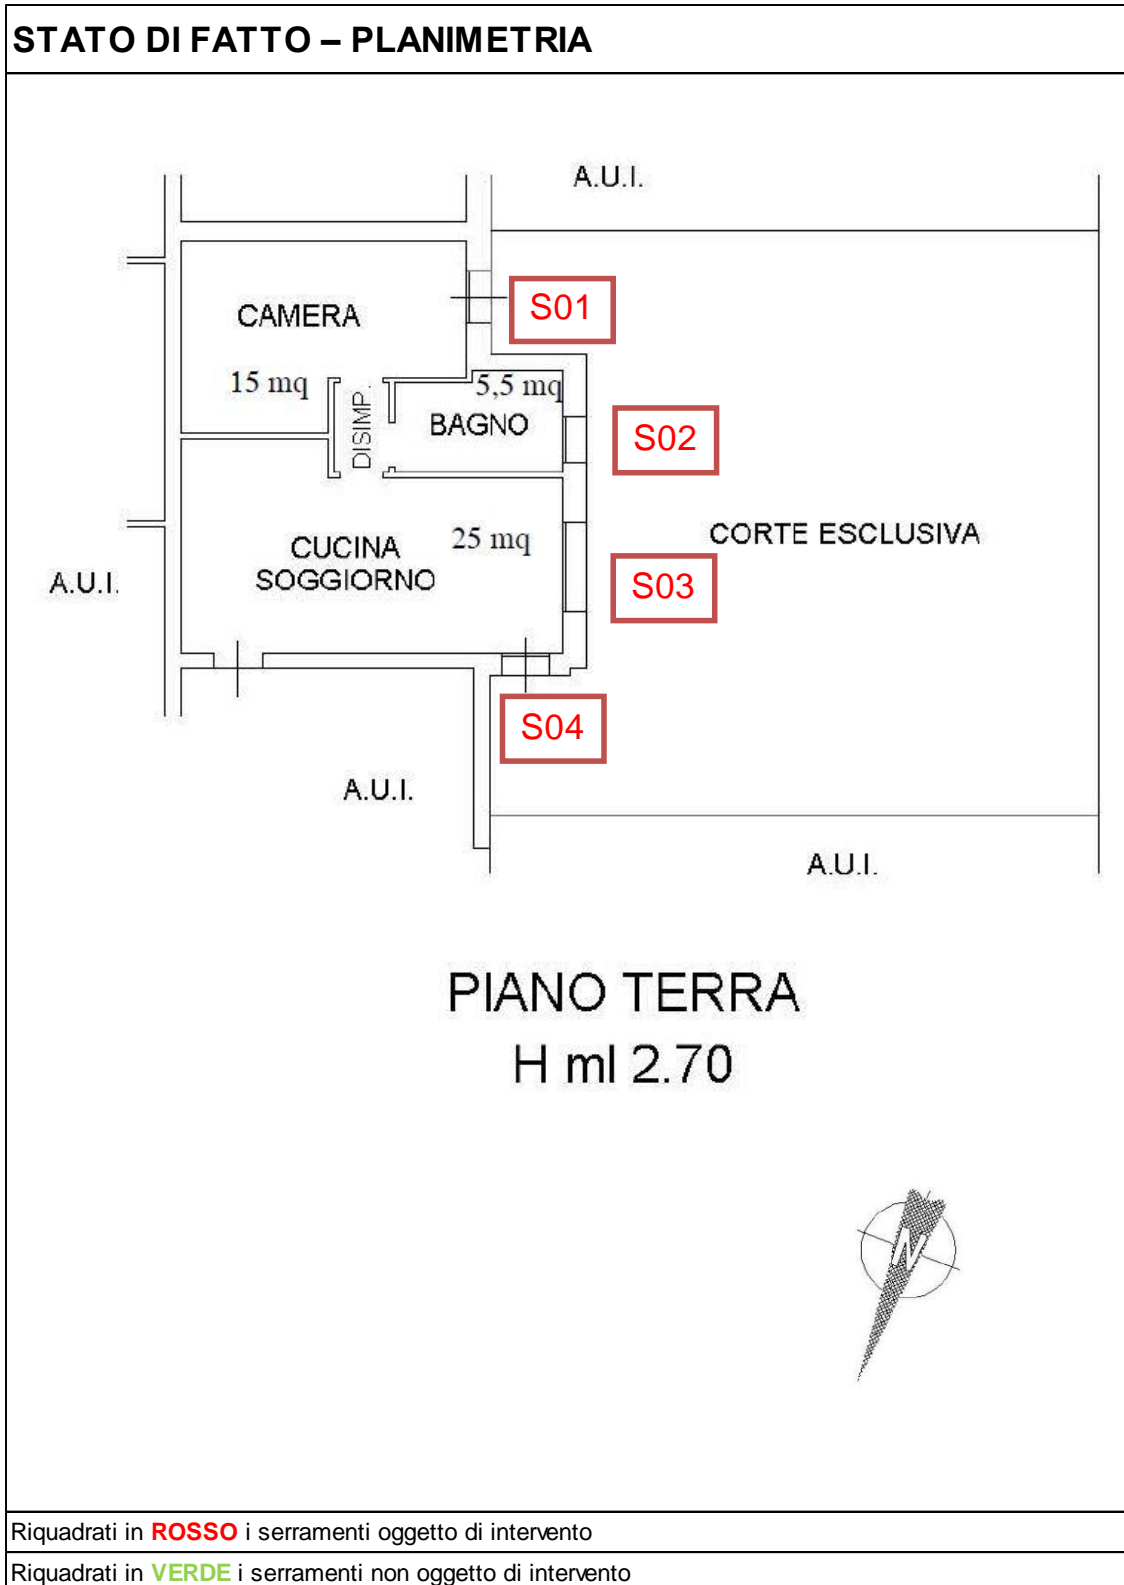 STATO DI FATTO – PLANIMETRIA
A.U.I.
S01
CAMERA
15 mq
5,5 mq
DISIMP.
BAGNO
S02
25 mq
CORTE ESCLUSIVA
CUCINA
SOGGIORNO
A.U.I.
S03
S04
A.U.I.
A.U.I.
PIANO TERRA
H ml 2.70
N
Riquadrati in ROSSO i serramenti oggetto di intervento
Riquadrati in VERDE i serramenti non oggetto di intervento